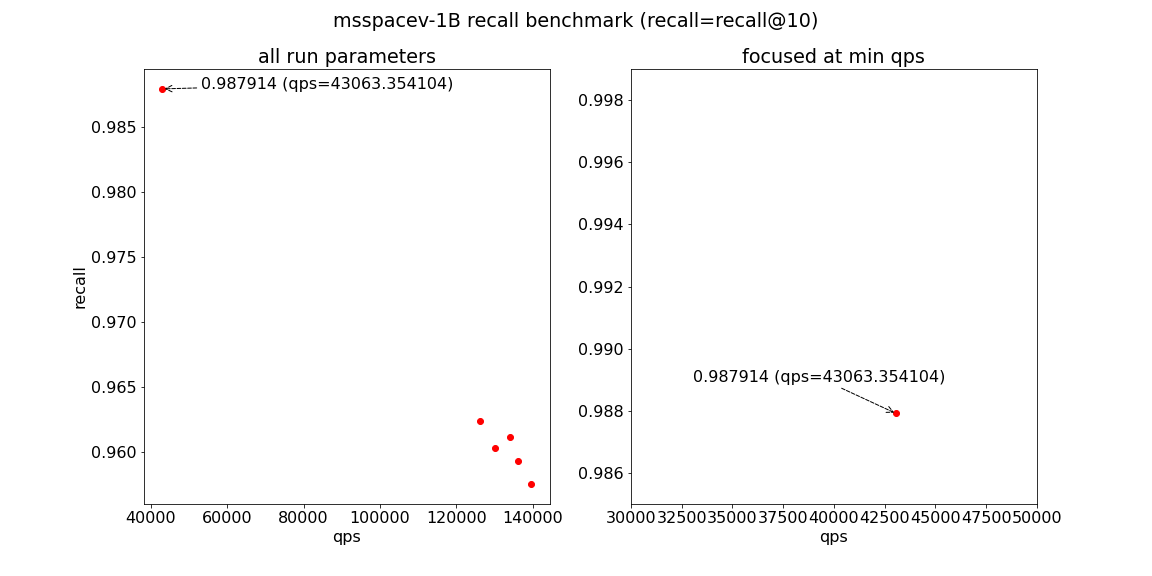 msspacev-1B recall benchmark (recall=recall@10)
all run parameters
0.987914 (qps=43063.354104)
0.985
0.980
0.975
0.970
0.965
0.960
recall
40000 60000 80000 100000 120000 140000
qps
focused at min qps
0.998
0.996
0.994
0.992
0.990
0.987914 (qps=43063.354104)
0.988
0.986
30000 32500 35000 37500 40000 42500 45000 47500 50000
qps